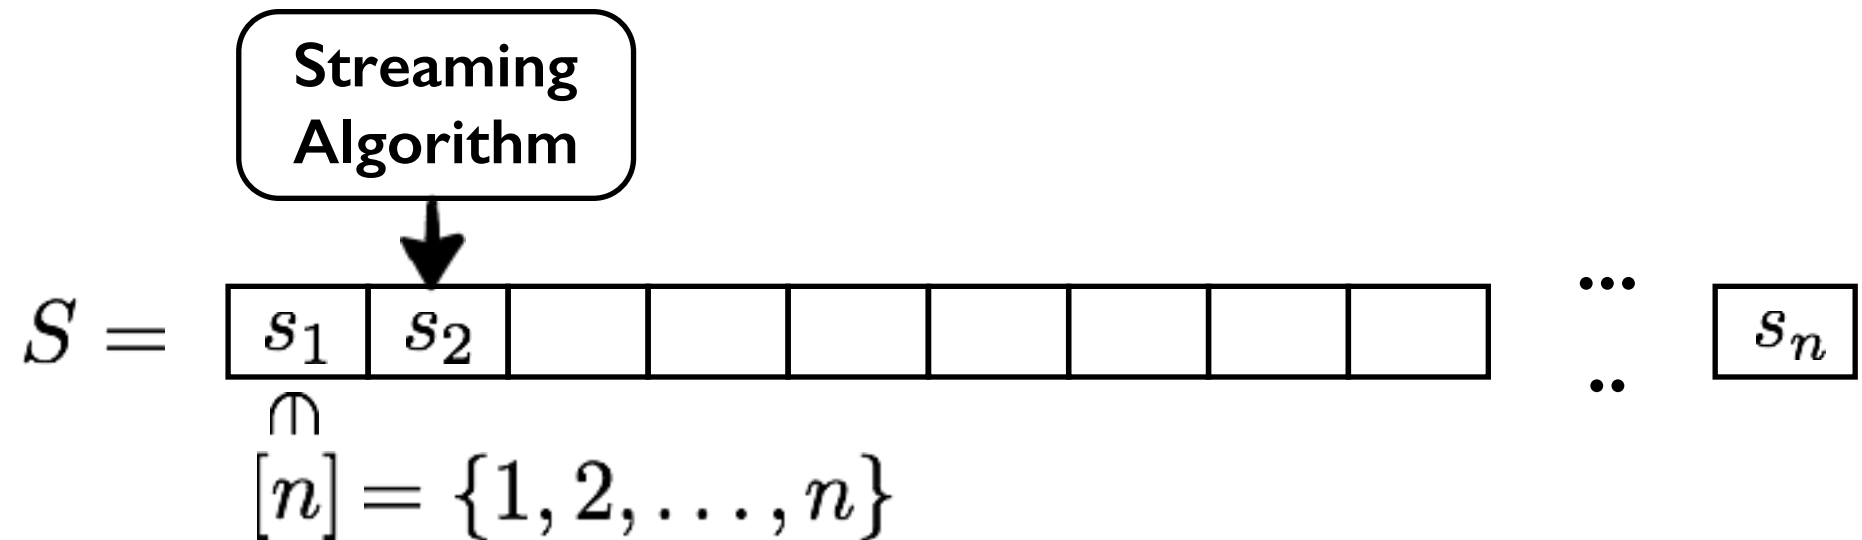 Streaming
Algorithm
S = s₁ s₂ ... sₙ
..
∈
[n] = {1, 2, . . . , n}